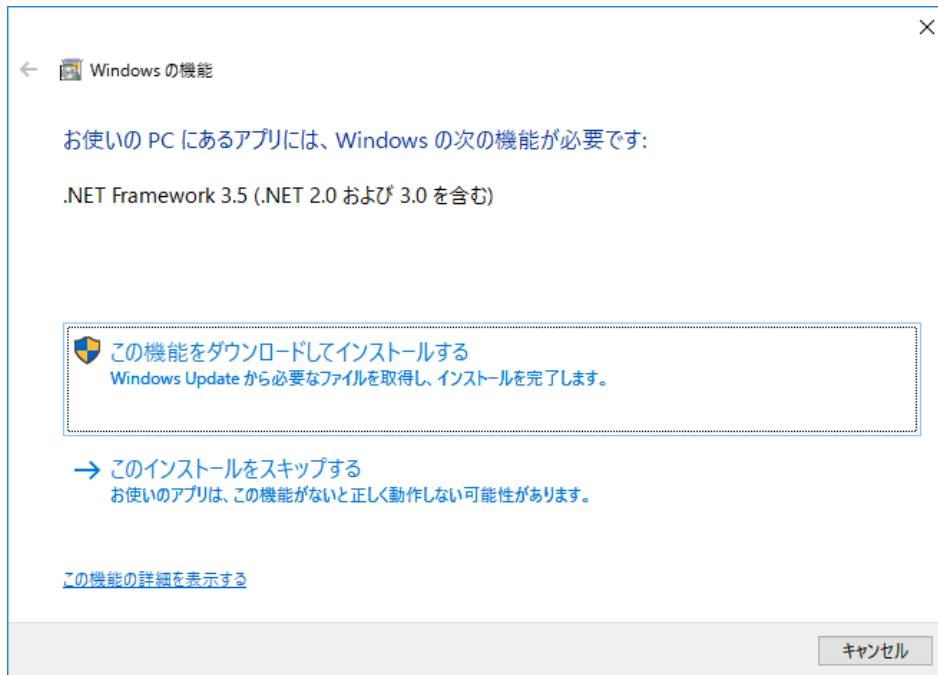 Windows の機能
お使いの PC にあるアプリには、Windows の次の機能が必要です:
.NET Framework 3.5 (.NET 2.0 および 3.0 を含む)
この機能をダウンロードしてインストールする
Windows Update から必要なファイルを取得し、インストールを完了します。
このインストールをスキップする
お使いのアプリは、この機能がないと正しく動作しない可能性があります。
この機能の詳細を表示する
キャンセル